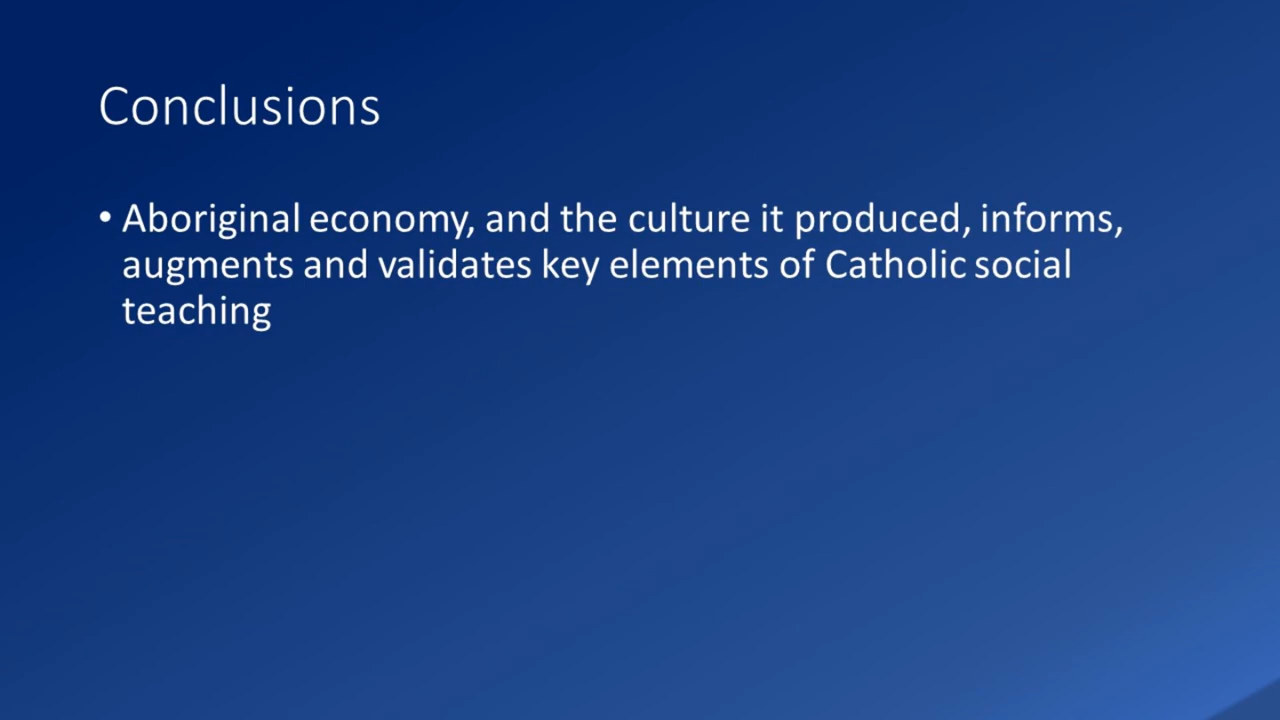 Conclusions
• Aboriginal economy, and the culture it produced, informs,
augments and validates key elements of Catholic social
teaching